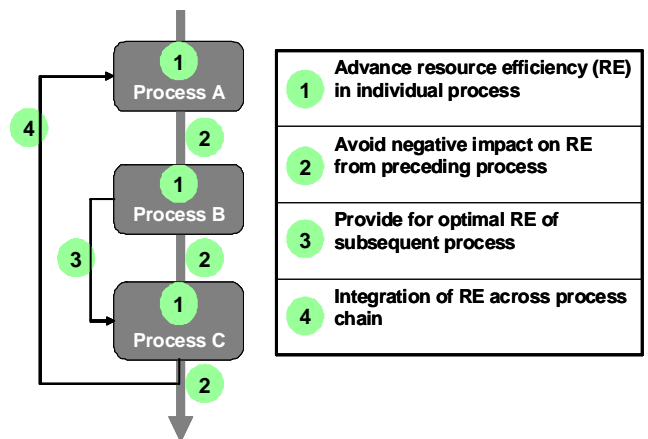 1
Process A
4
2
1
Process B
3
2
1
Process C
2
1
Advance resource efficiency (RE)
in individual process
2
Avoid negative impact on RE
from preceding process
3
Provide for optimal RE of
subsequent process
4
Integration of RE across process
chain